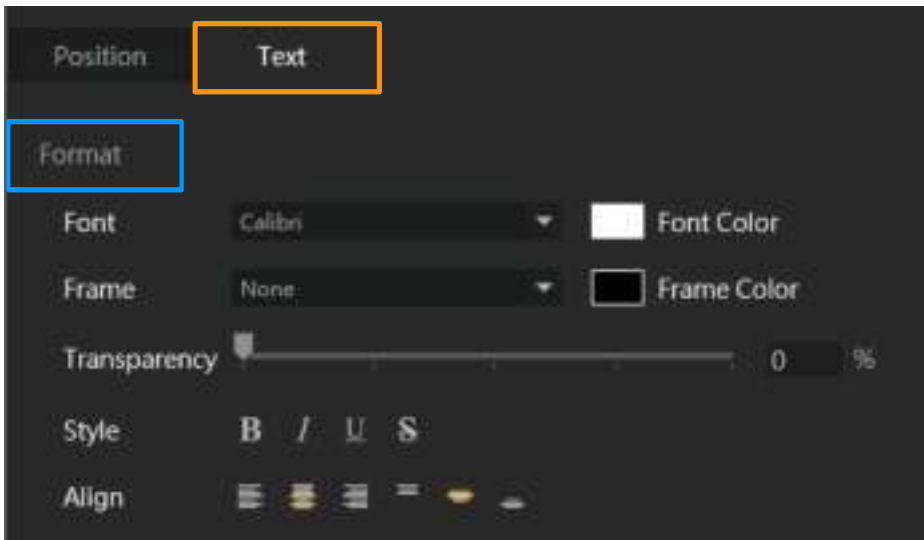 Position Text
Format
Font Calibri Font Color
Frame None Frame Color
Transparency 0 %
Style B I U S
Align